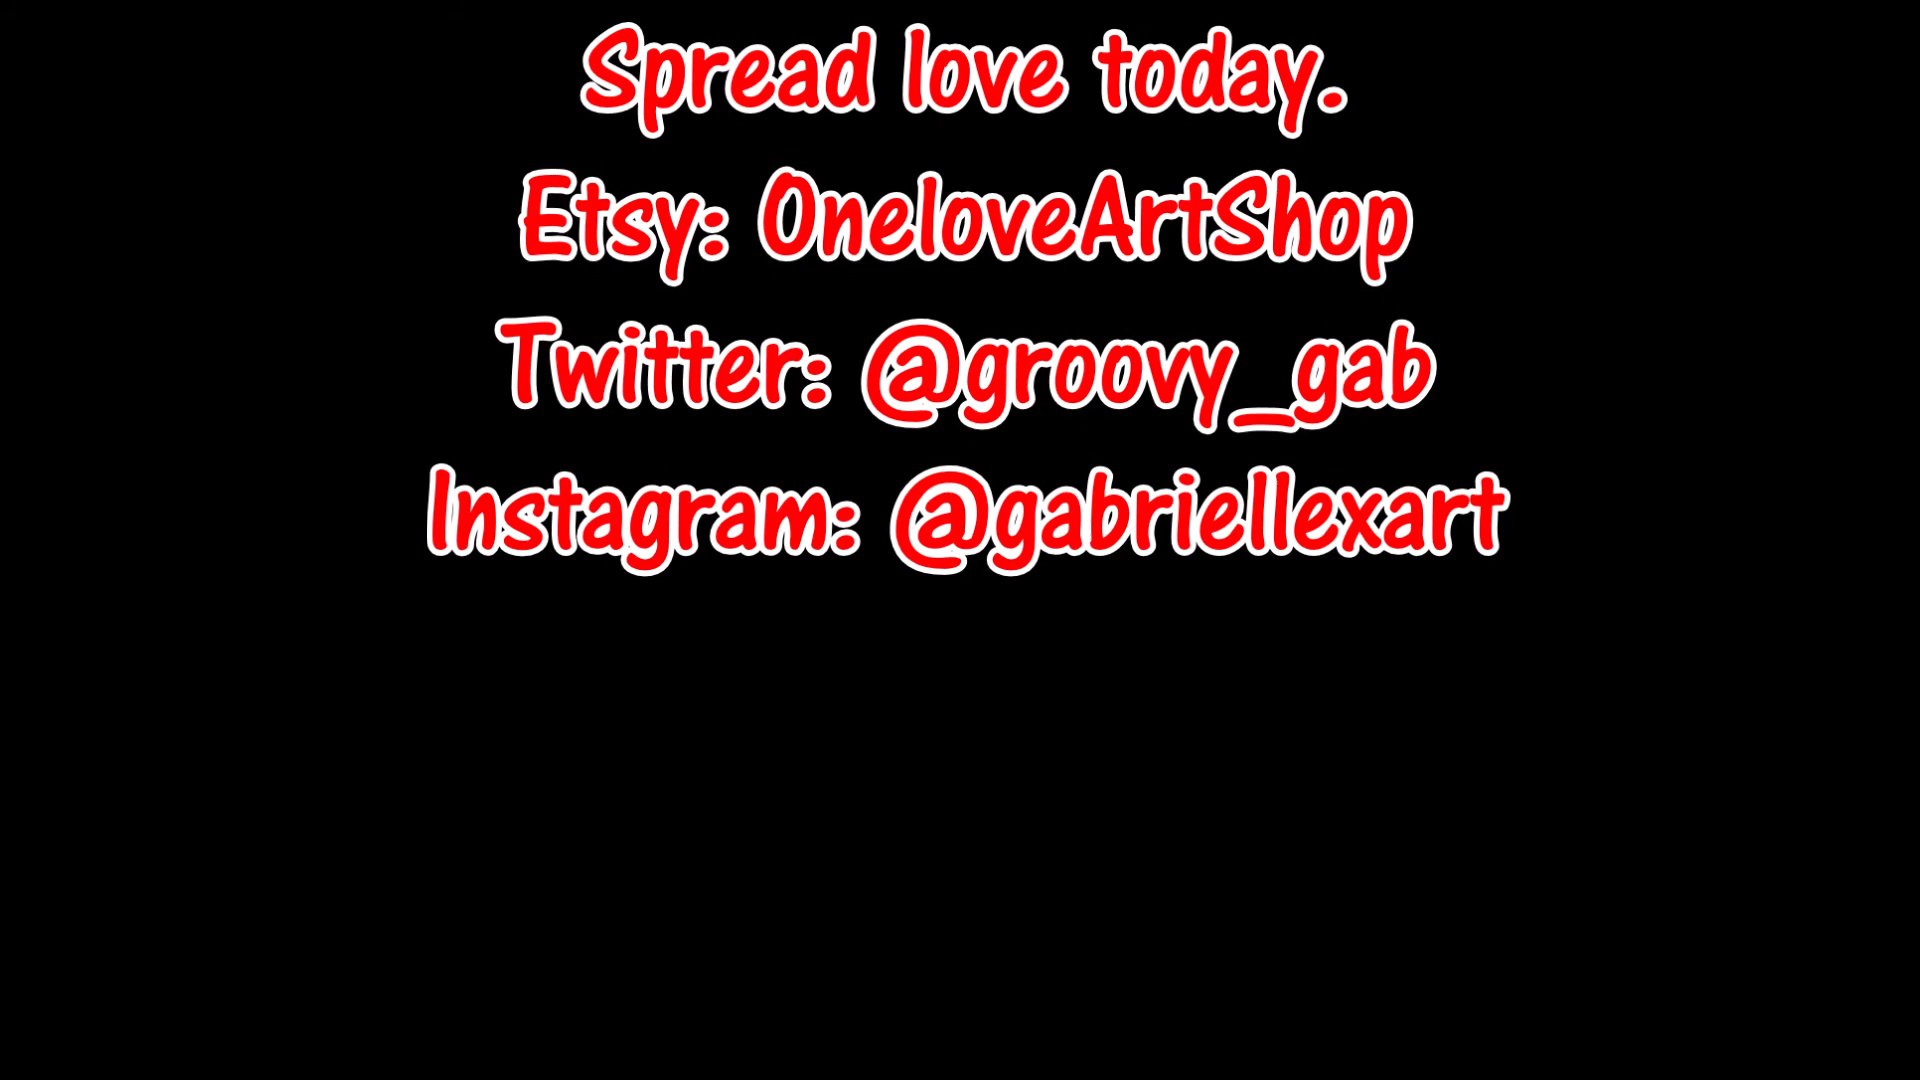 Spread love today.
Etsy: OneloveArtShop
Twitter: @groovy_gab
Instagram: @gabriellexart